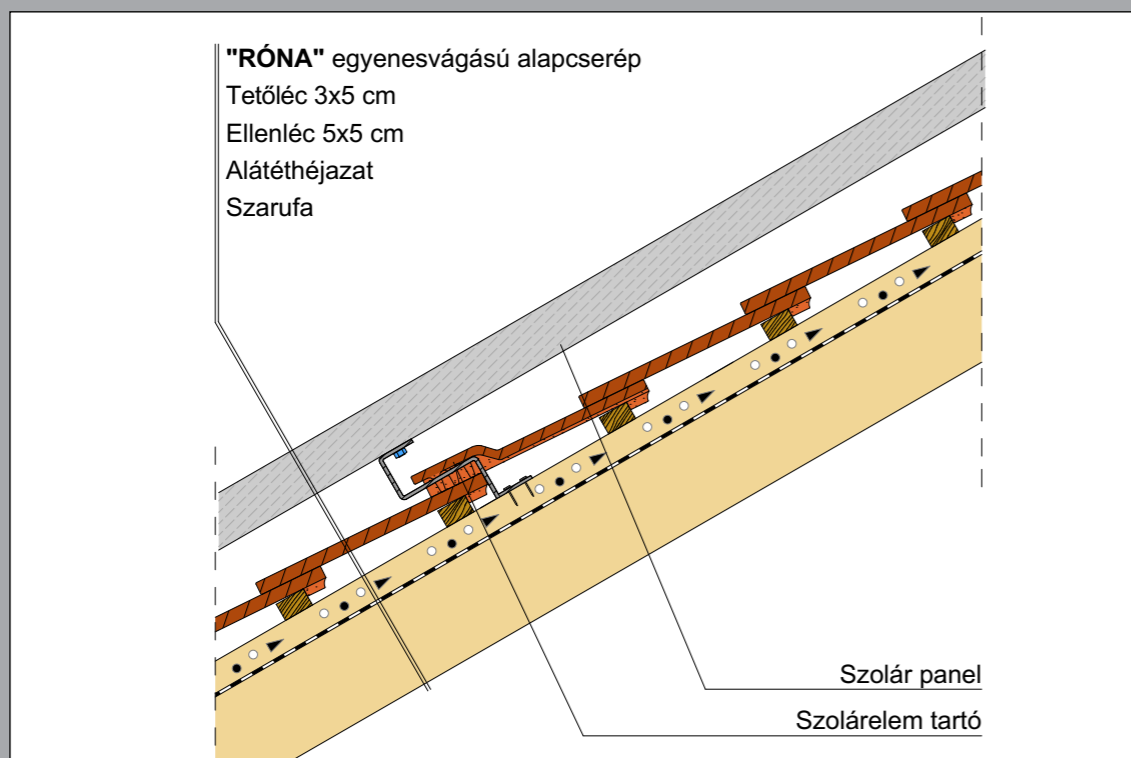 "RÓNA" egyenesvágású alapcserép
Tetőléc 3x5 cm
Ellenléc 5x5 cm
Alátéthéjazat
Szarufa
Szolár panel
Szolárelem tartó